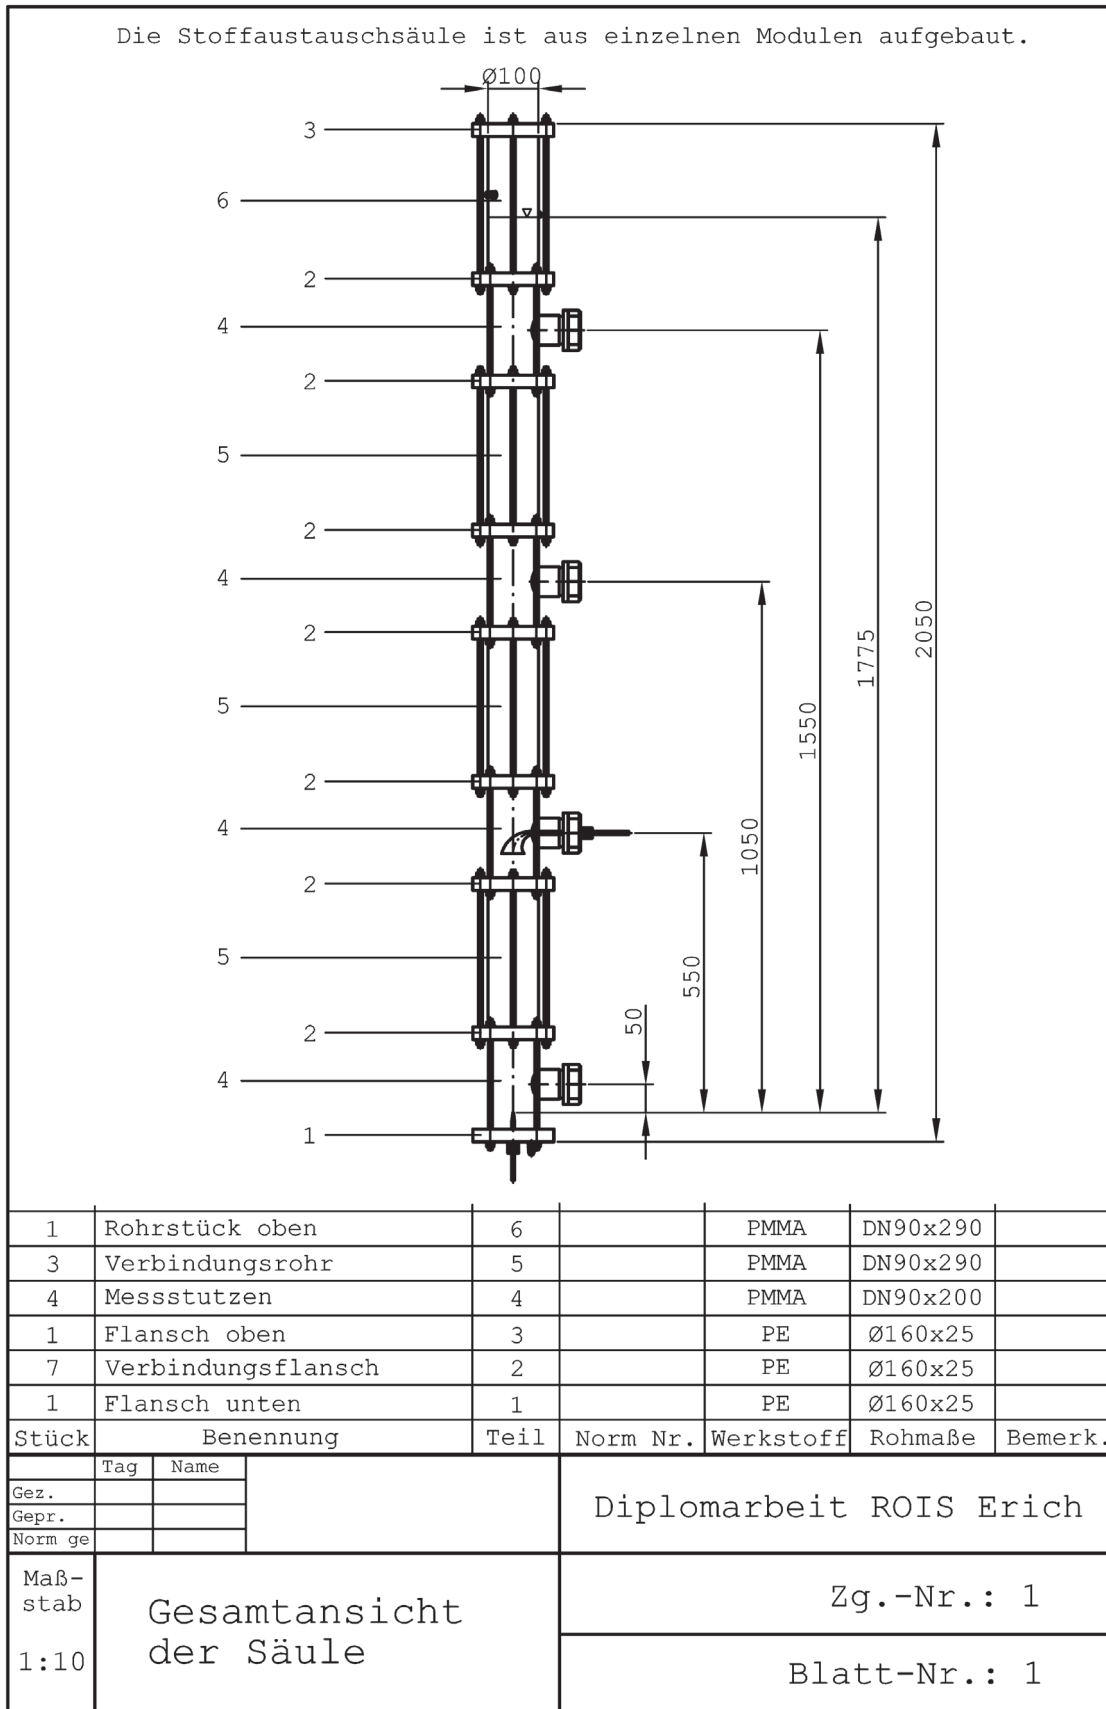 Die Stoffaustauschsäule ist aus einzelnen Modulen aufgebaut.
Ø100
3
6
2
4
2
5
2
4
2
5
2
4
2
5
2
4
1
50
550
1050
1550
1775
2050
1 Rohrstück oben 6 PMMA DN90x290
3 Verbindungsrohr 5 PMMA DN90x290
4 Messstutzen 4 PMMA DN90x200
1 Flansch oben 3 PE Ø160x25
7 Verbindungsflansch 2 PE Ø160x25
1 Flansch unten 1 PE Ø160x25
Stück Benennung Teil Norm Nr. Werkstoff Rohmaße Bemerk.
Tag Name
Gez.
Gepr.
Norm ge
Diplomarbeit ROIS Erich
Maß-
stab
1:10
Gesamtansicht
der Säule
Zg.-Nr.: 1
Blatt-Nr.: 1